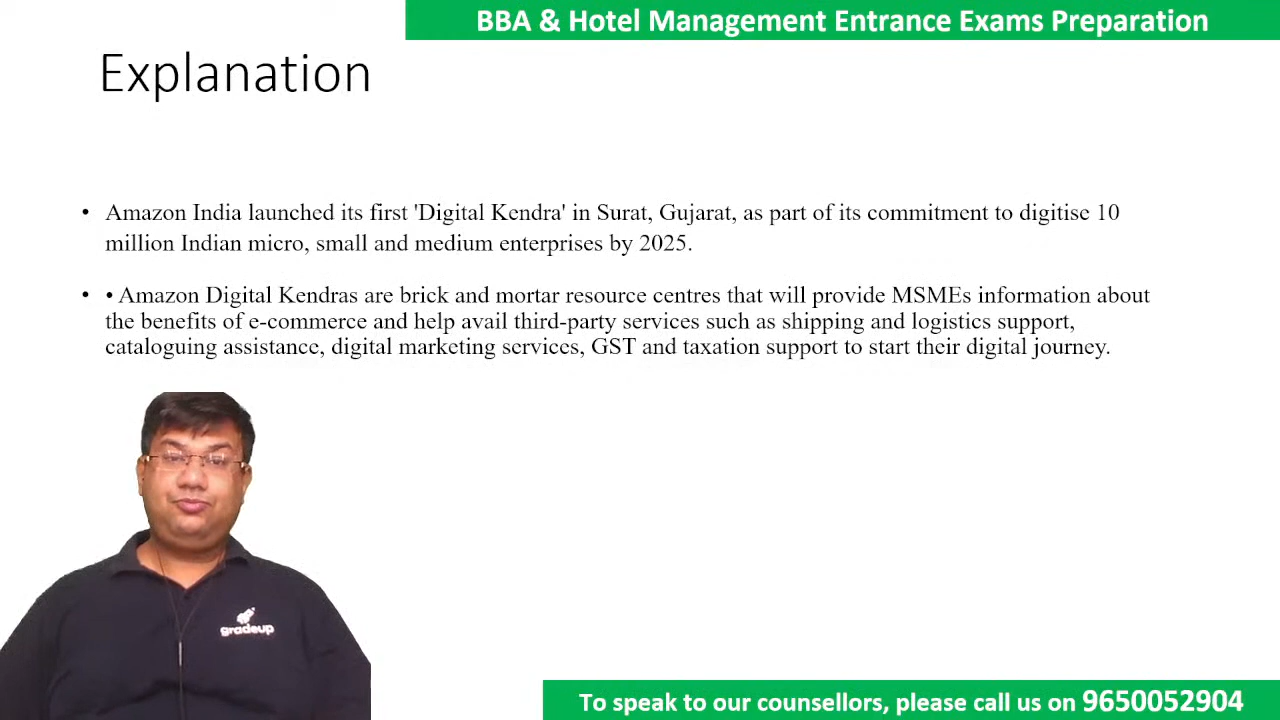 BBA & Hotel Management Entrance Exams Preparation
Explanation
• Amazon India launched its first 'Digital Kendra' in Surat, Gujarat, as part of its commitment to digitise 10
million Indian micro, small and medium enterprises by 2025.
• • Amazon Digital Kendras are brick and mortar resource centres that will provide MSMEs information about
the benefits of e-commerce and help avail third-party services such as shipping and logistics support,
cataloguing assistance, digital marketing services, GST and taxation support to start their digital journey.
gradeup
To speak to our counsellors, please call us on 9650052904